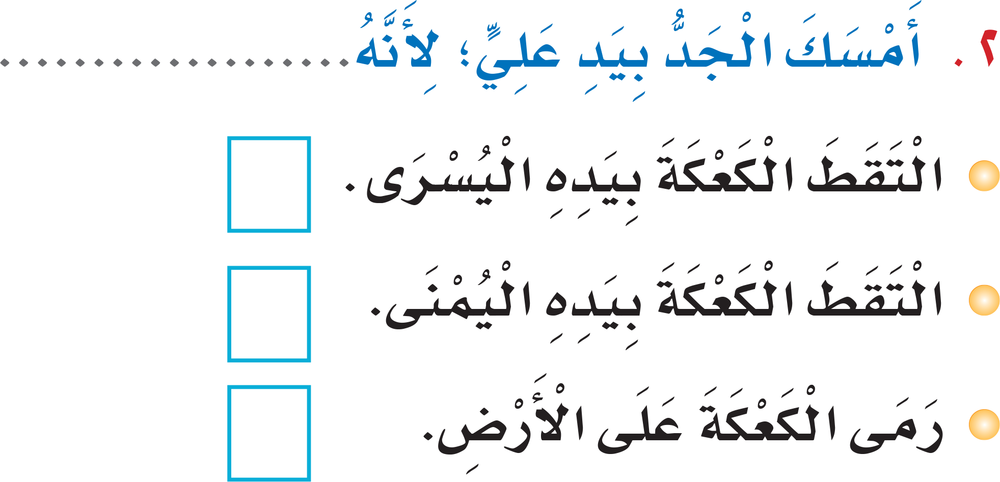 ٢ . أَمْسَكَ الْجَدُّ بِيَدِ عَلِيٍّ؛ لِأَنَّهُ ..................
الْتَقَطَ الْكَعْكَةَ بِيَدِهِ الْيُسْرَى .
الْتَقَطَ الْكَعْكَةَ بِيَدِهِ الْيُمْنَى.
رَمَى الْكَعْكَةَ عَلَى الْأَرْضِ.